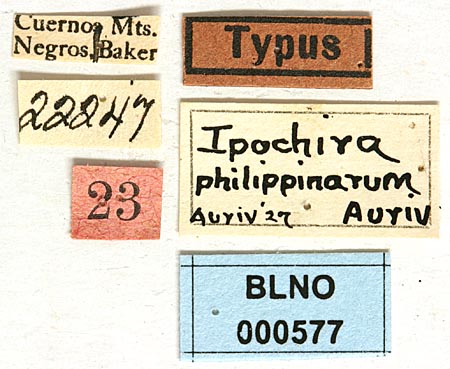 Cuernos Mts.
Negros, Baker
22247
23
Typus
Ipochira
philippinarum
Auriv '27 Auriv
BLNO
000577